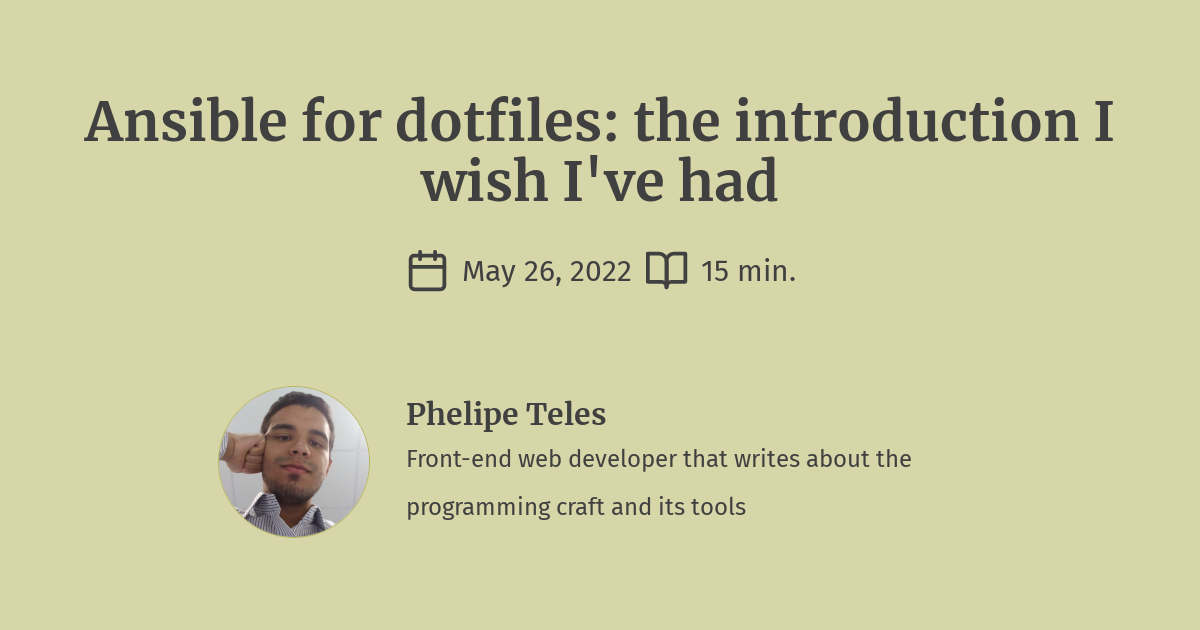 Ansible for dotfiles: the introduction I
wish I've had
May 26, 2022 15 min.
Phelipe Teles
Front-end web developer that writes about the
programming craft and its tools